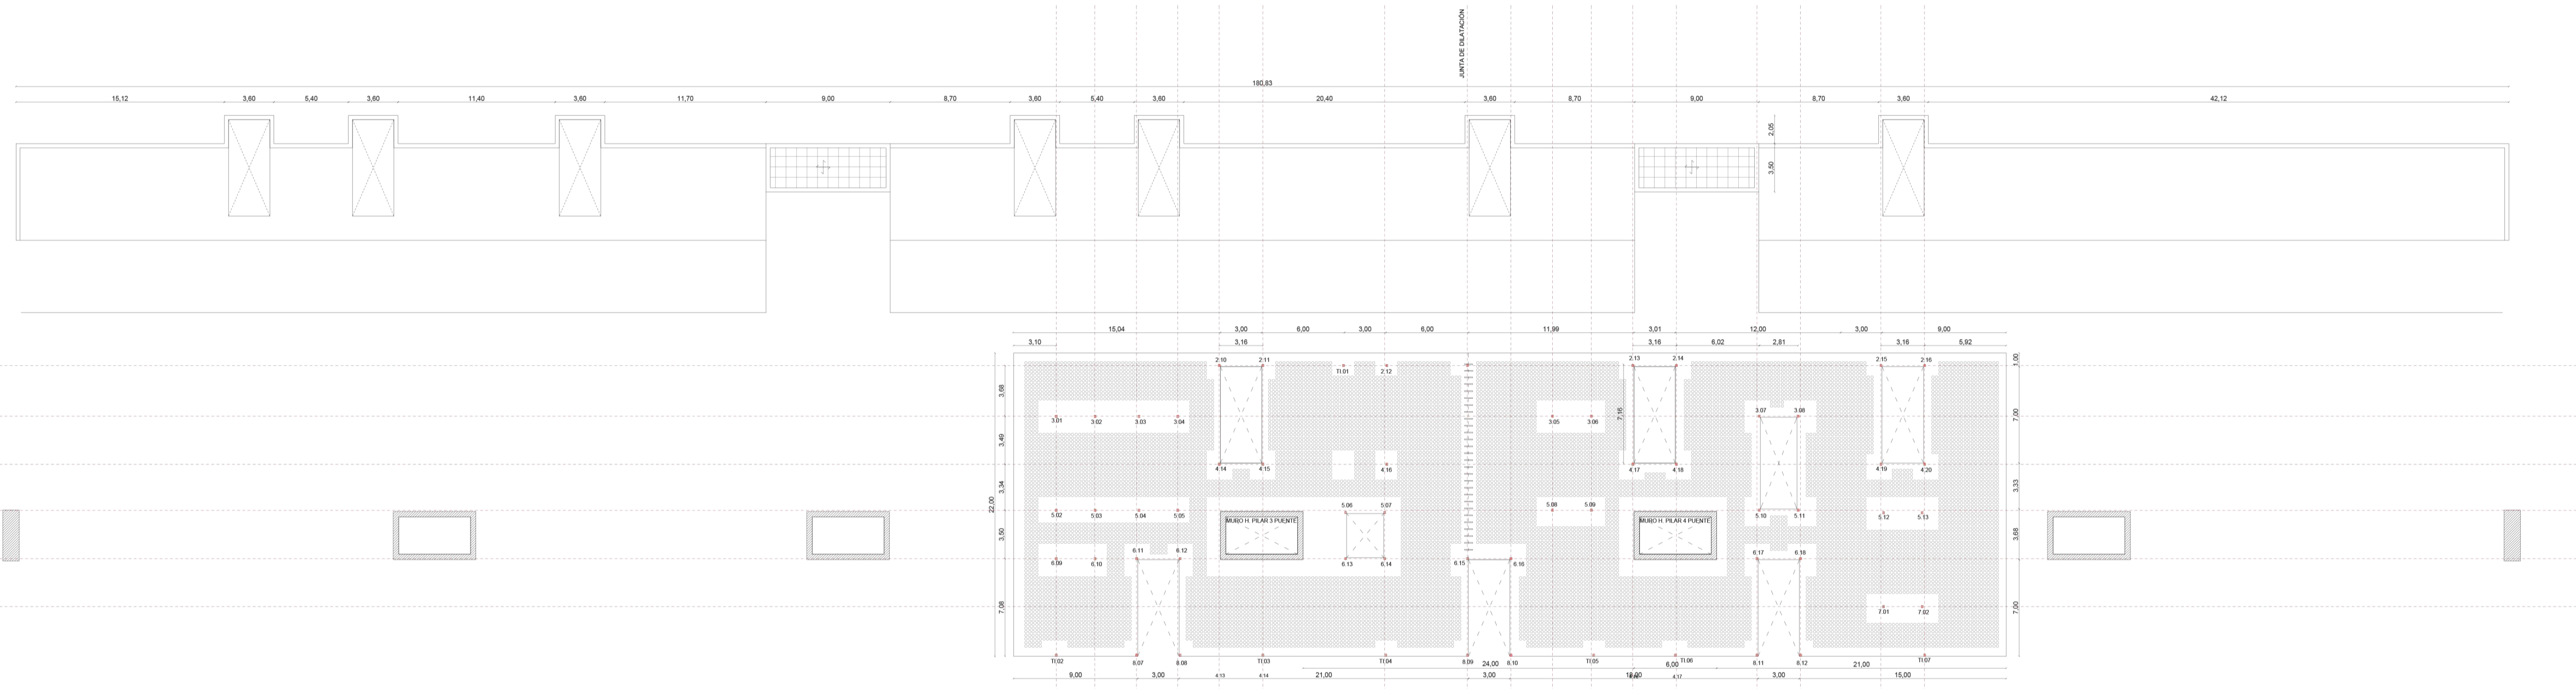 JUNTA DE DILATACIÓN
180,83
15,12 3,60 5,40 3,60 11,40 3,60 11,70 9,00 8,70 3,60 5,40 3,60 20,40 3,60 8,70 9,00 8,70 3,60 42,12
2,05
3,50
15,04 3,00 6,00 3,00 6,00 11,99 3,01 12,00 3,00 9,00
3,10 3,16 3,16 6,02 2,81 3,16 5,92
2.10 2.11 TI.01 2.12 2.13 2.14 2.15 2.16
1,00
3,68
3.01 3.02 3.03 3.04 3.05 3.06 3.07 3.08
7,00
7,16
3,49
4.14 4.15 4.16 4.17 4.18 4.19 4.20
3,34
3,33
22,00
5.02 5.03 5.04 5.05 5.06 5.07 5.08 5.09 5.10 5.11 5.12 5.13
MURO H. PILAR 3 PUENTE
MURO H. PILAR 4 PUENTE
3,50
3,68
6.09 6.10 6.11 6.12 6.13 6.14 6.15 6.16 6.17 6.18
7,08
7,00
7.01 7.02
TI.02 8.07 8.08 TI.03 TI.04 8.09 8.10 TI.05 TI.06 8.11 8.12 TI.07
24,00 6,00 21,00
9,00 3,00 4.13 4.14 21,00 3,00 4.17 3,00 15,00